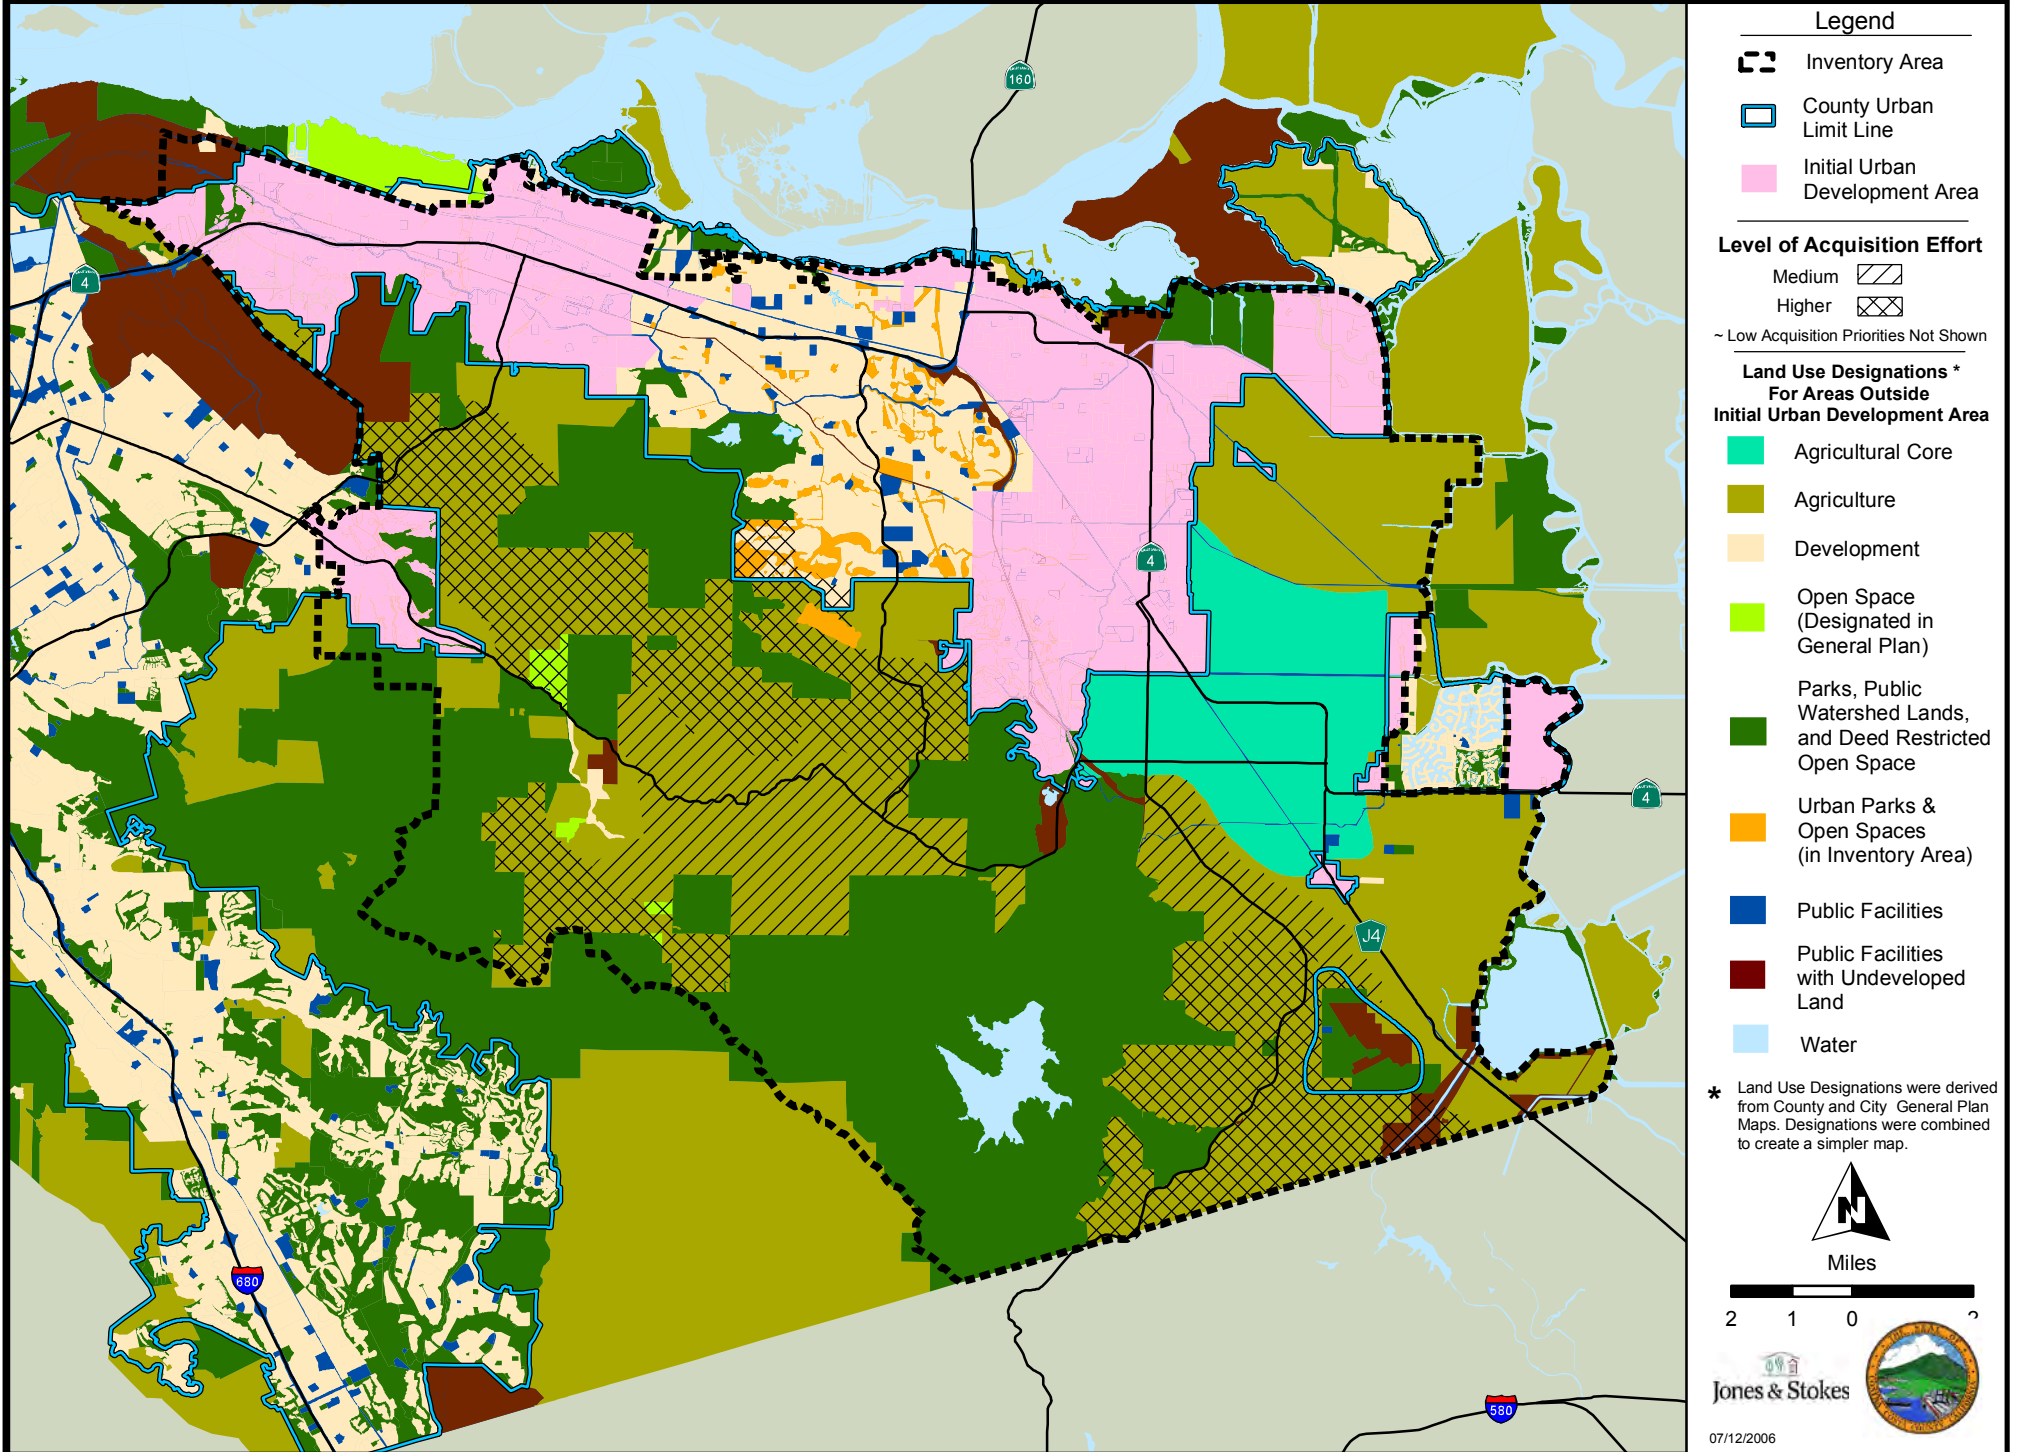 160
4
4
4
J4
680
580
Legend
Inventory Area
County Urban
Limit Line
Initial Urban
Development Area
Level of Acquisition Effort
Medium
Higher
~ Low Acquisition Priorities Not Shown
Land Use Designations *
For Areas Outside
Initial Urban Development Area
Agricultural Core
Agriculture
Development
Open Space
(Designated in
General Plan)
Parks, Public
Watershed Lands,
and Deed Restricted
Open Space
Urban Parks &
Open Spaces
(in Inventory Area)
Public Facilities
Public Facilities
with Undeveloped
Land
Water
* Land Use Designations were derived
from County and City General Plan
Maps. Designations were combined
to create a simpler map.
N
Miles
2 1 0 2
Jones & Stokes
07/12/2006